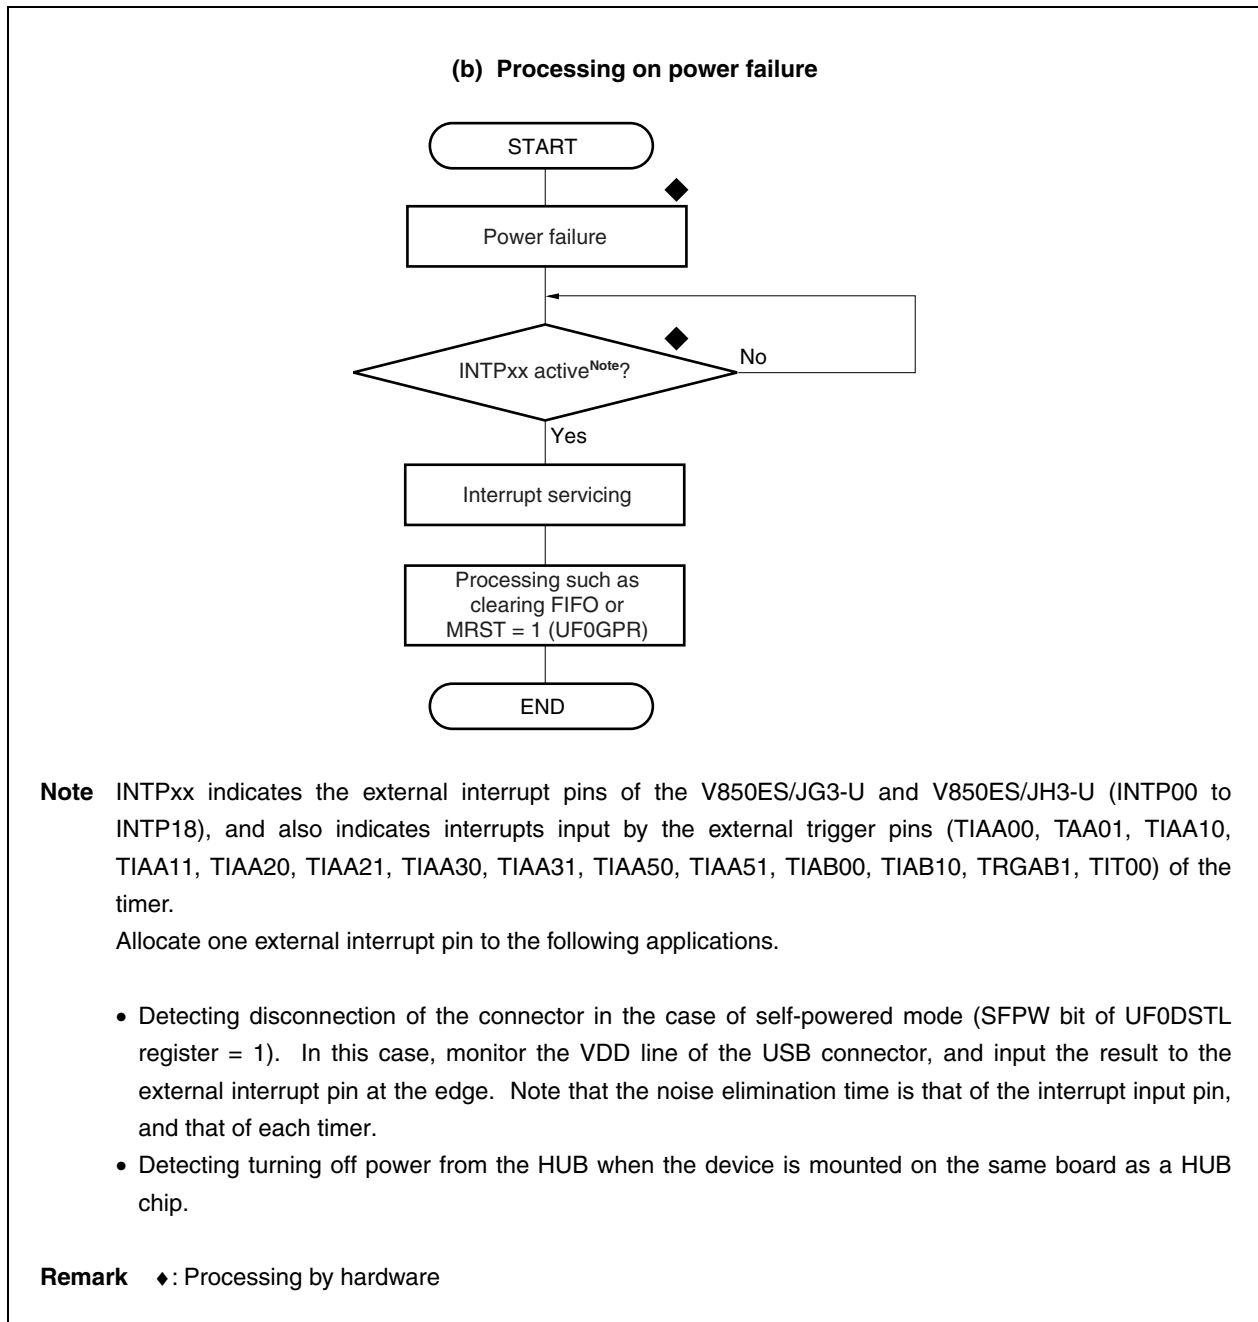 (b) Processing on power failure
START
◆
Power failure
◆
INTPxx activeNote?
No
Yes
Interrupt servicing
Processing such as
clearing FIFO or
MRST = 1 (UF0GPR)
END
Note INTPxx indicates the external interrupt pins of the V850ES/JG3-U and V850ES/JH3-U (INTP00 to
INTP18), and also indicates interrupts input by the external trigger pins (TIAA00, TAA01, TIAA10,
TIAA11, TIAA20, TIAA21, TIAA30, TIAA31, TIAA50, TIAA51, TIAB00, TIAB10, TRGAB1, TIT00) of the
timer.
Allocate one external interrupt pin to the following applications.
• Detecting disconnection of the connector in the case of self-powered mode (SFPW bit of UF0DSTL
register = 1). In this case, monitor the VDD line of the USB connector, and input the result to the
external interrupt pin at the edge. Note that the noise elimination time is that of the interrupt input pin,
and that of each timer.
• Detecting turning off power from the HUB when the device is mounted on the same board as a HUB
chip.
Remark ♦: Processing by hardware